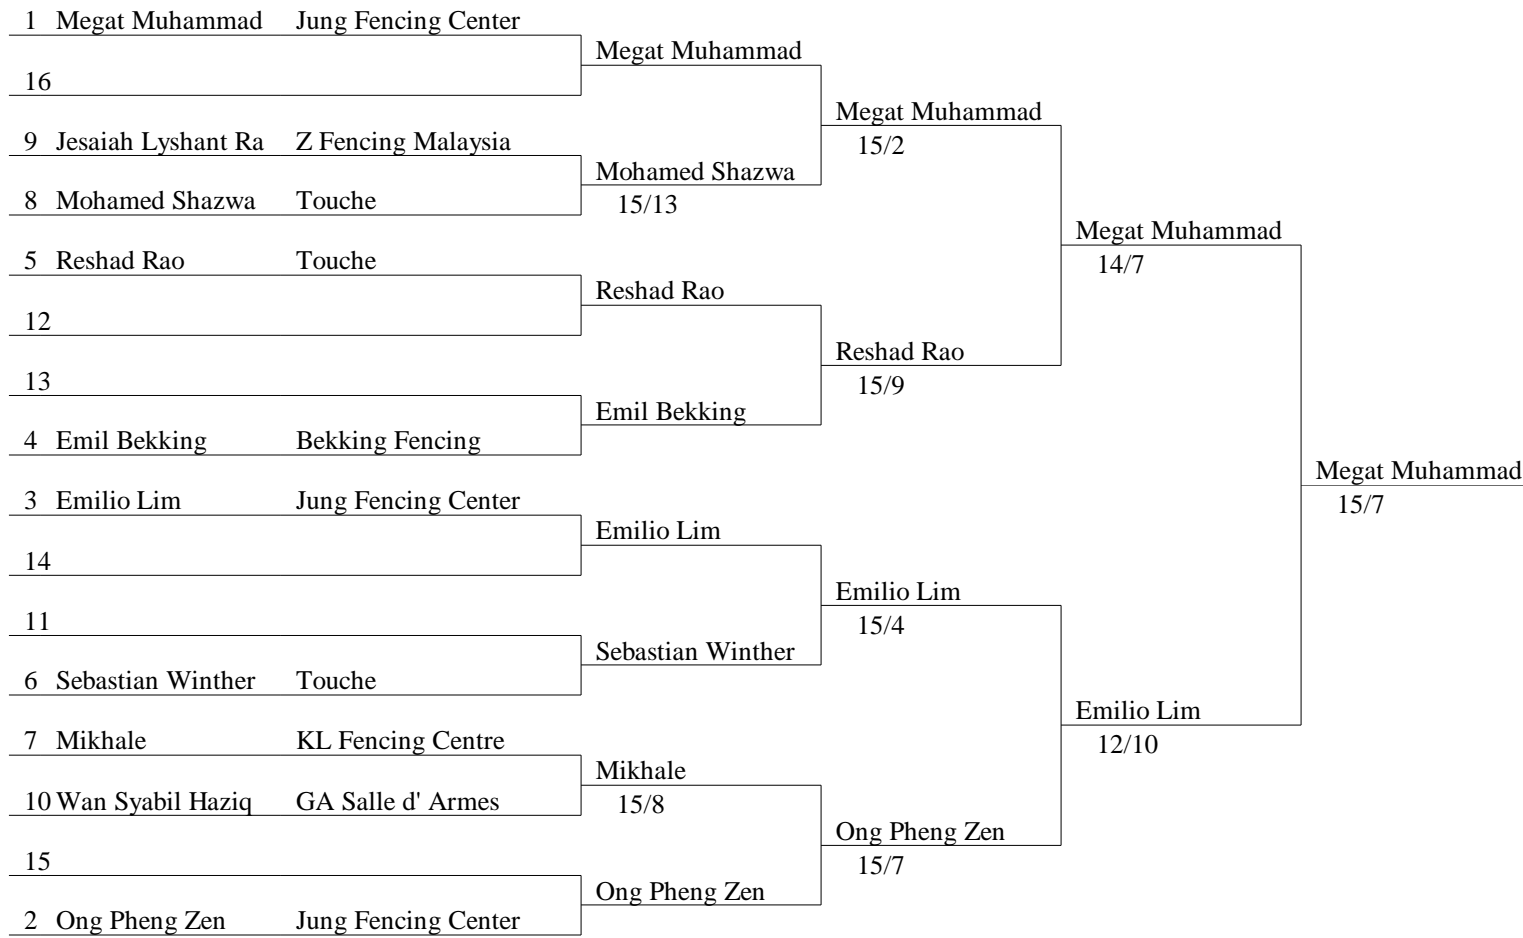 1 Megat Muhammad Jung Fencing Center
Megat Muhammad
16
Megat Muhammad
15/2
9 Jesaiah Lyshant Ra Z Fencing Malaysia
Mohamed Shazwa
15/13
8 Mohamed Shazwa Touche
Megat Muhammad
14/7
5 Reshad Rao Touche
Reshad Rao
12
Reshad Rao
15/9
13
Emil Bekking
4 Emil Bekking Bekking Fencing
Megat Muhammad
15/7
3 Emilio Lim Jung Fencing Center
Emilio Lim
14
Emilio Lim
15/4
11
Sebastian Winther
6 Sebastian Winther Touche
Emilio Lim
12/10
7 Mikhale KL Fencing Centre
Mikhale
15/8
10 Wan Syabil Haziq GA Salle d' Armes
Ong Pheng Zen
15/7
15
Ong Pheng Zen
2 Ong Pheng Zen Jung Fencing Center